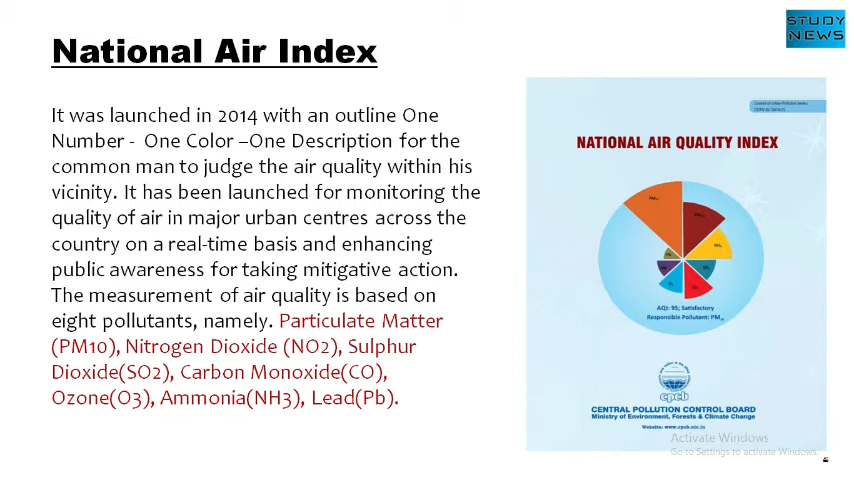 STUDY
NEWS
National Air Index
It was launched in 2014 with an outline One
Number - One Color –One Description for the
common man to judge the air quality within his
vicinity. It has been launched for monitoring the
quality of air in major urban centres across the
country on a real-time basis and enhancing
public awareness for taking mitigative action.
The measurement of air quality is based on
eight pollutants, namely. Particulate Matter
(PM10), Nitrogen Dioxide (NO2), Sulphur
Dioxide(SO2), Carbon Monoxide(CO),
Ozone(O3), Ammonia(NH3), Lead(Pb).
NATIONAL AIR QUALITY INDEX
AQI: 95; Satisfactory
Responsible Pollutant: PM
cpcb
CENTRAL POLLUTION CONTROL BOARD
Ministry of Environment, Forests & Climate Change
Website: www.cpcb.nic.in
Activate Windows
Go to Settings to activate Windows.